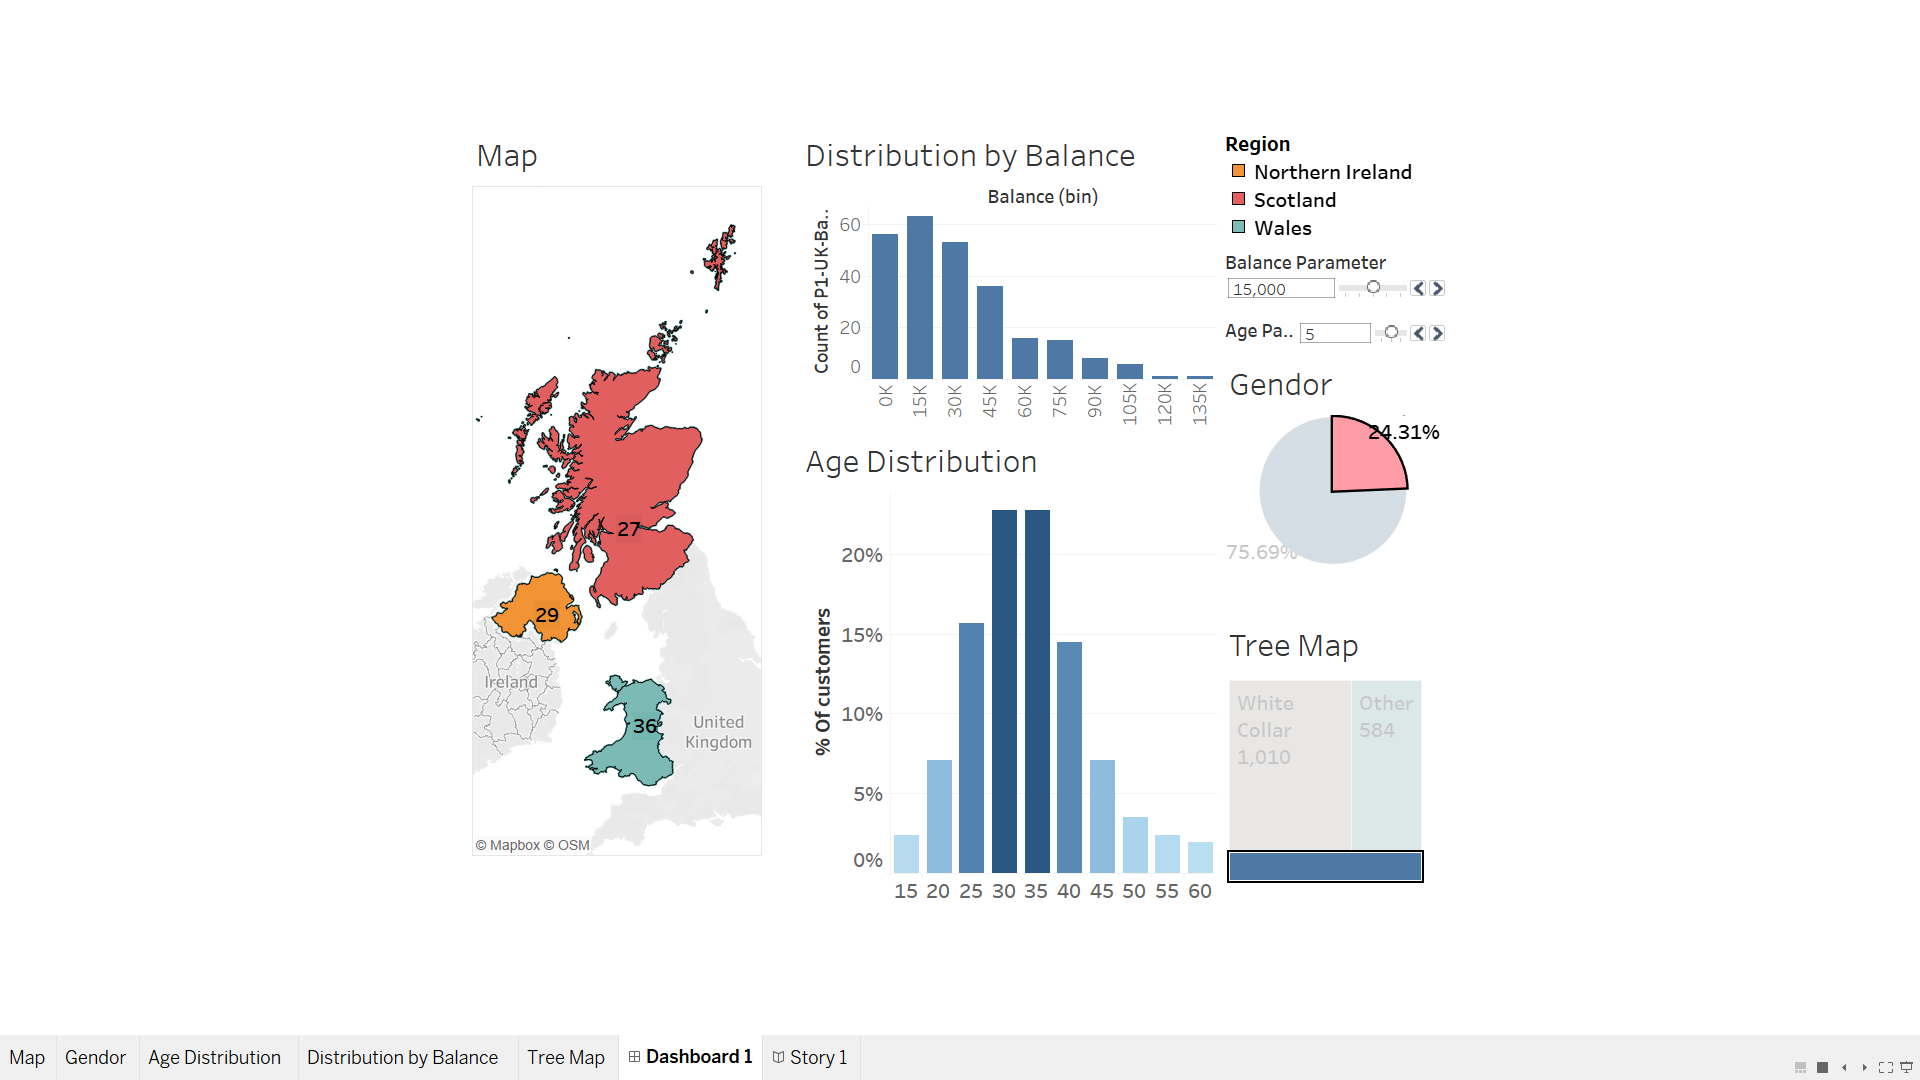 Map
27
29
36
Ireland
United
Kingdom
© Mapbox © OSM
Distribution by Balance
Balance (bin)
Count of P1-UK-Ba..
60
40
20
0
0K
15K
30K
45K
60K
75K
90K
105K
120K
135K
Age Distribution
% Of customers
20%
15%
10%
5%
0%
15 20 25 30 35 40 45 50 55 60
Region
Northern Ireland
Scotland
Wales
Balance Parameter
15,000
Age Pa.. 5
Gendor
24.31%
75.69%
Tree Map
White
Collar
1,010
Other
584
Map Gendor Age Distribution Distribution by Balance Tree Map Dashboard 1 Story 1